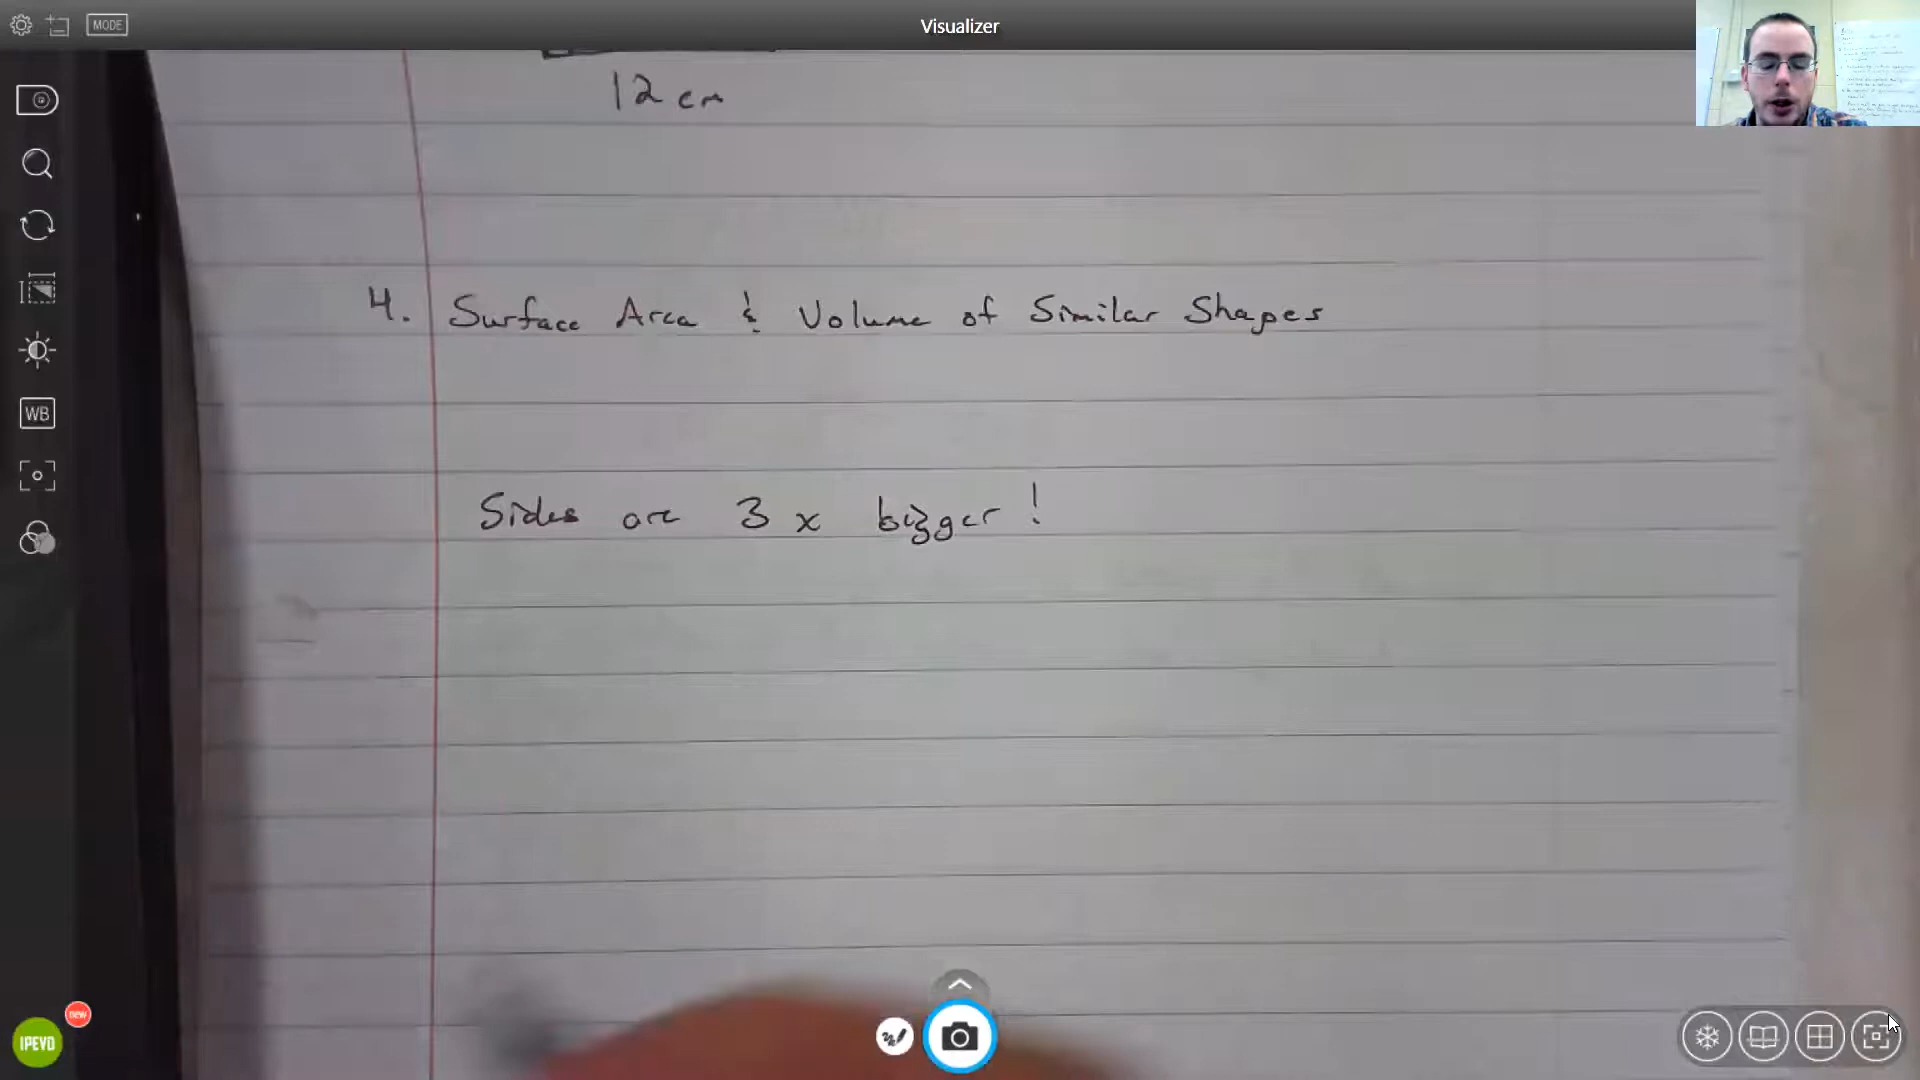 MODE
Visualizer
12 cm
4. Surface Area & Volume of Similar Shapes
WB
Sides are 3 x bigger!
new
IPEVO